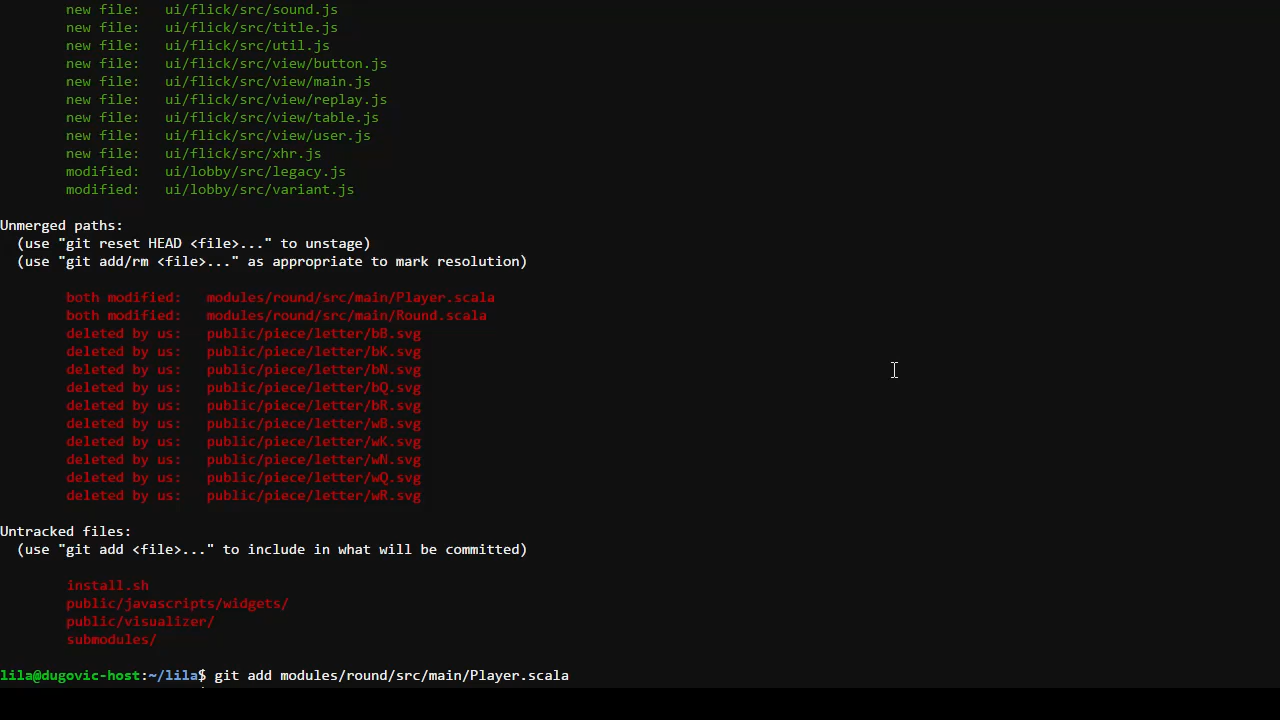 new file:   ui/flick/src/sound.js
new file:   ui/flick/src/title.js
new file:   ui/flick/src/util.js
new file:   ui/flick/src/view/button.js
new file:   ui/flick/src/view/main.js
new file:   ui/flick/src/view/replay.js
new file:   ui/flick/src/view/table.js
new file:   ui/flick/src/view/user.js
new file:   ui/flick/src/xhr.js
modified:   ui/lobby/src/legacy.js
modified:   ui/lobby/src/variant.js
Unmerged paths:
(use "git reset HEAD <file>..." to unstage)
(use "git add/rm <file>..." as appropriate to mark resolution)
both modified:   modules/round/src/main/Player.scala
both modified:   modules/round/src/main/Round.scala
deleted by us:   public/piece/letter/bB.svg
deleted by us:   public/piece/letter/bK.svg
deleted by us:   public/piece/letter/bN.svg
deleted by us:   public/piece/letter/bQ.svg
deleted by us:   public/piece/letter/bR.svg
deleted by us:   public/piece/letter/wB.svg
deleted by us:   public/piece/letter/wK.svg
deleted by us:   public/piece/letter/wN.svg
deleted by us:   public/piece/letter/wQ.svg
deleted by us:   public/piece/letter/wR.svg
Untracked files:
(use "git add <file>..." to include in what will be committed)
install.sh
public/javascripts/widgets/
public/visualizer/
submodules/
lila@dugovic-host:~/lila$ git add modules/round/src/main/Player.scala